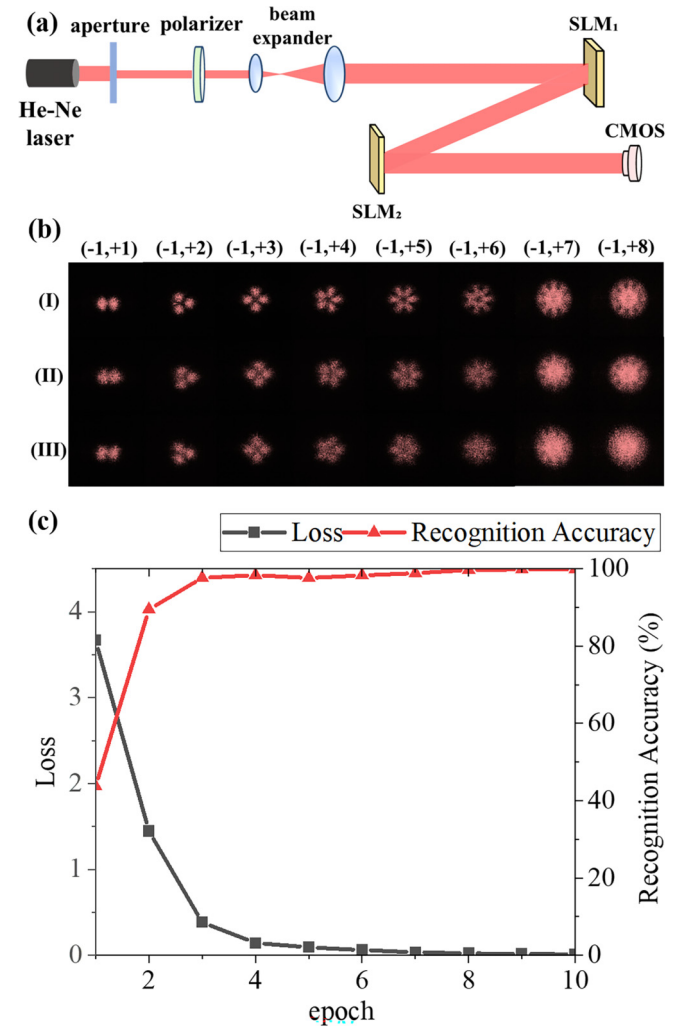 (a)
aperture
polarizer
beam
expander
SLM₁
He-Ne
laser
CMOS
SLM₂
(b)
(-1,+1) (-1,+2) (-1,+3) (-1,+4) (-1,+5) (-1,+6) (-1,+7) (-1,+8)
(I)
(II)
(III)
(c)
Loss Recognition Accuracy
4
3
2
1
0
Loss
100
80
60
40
20
0
Recognition Accuracy (%)
2 4 6 8 10
epoch